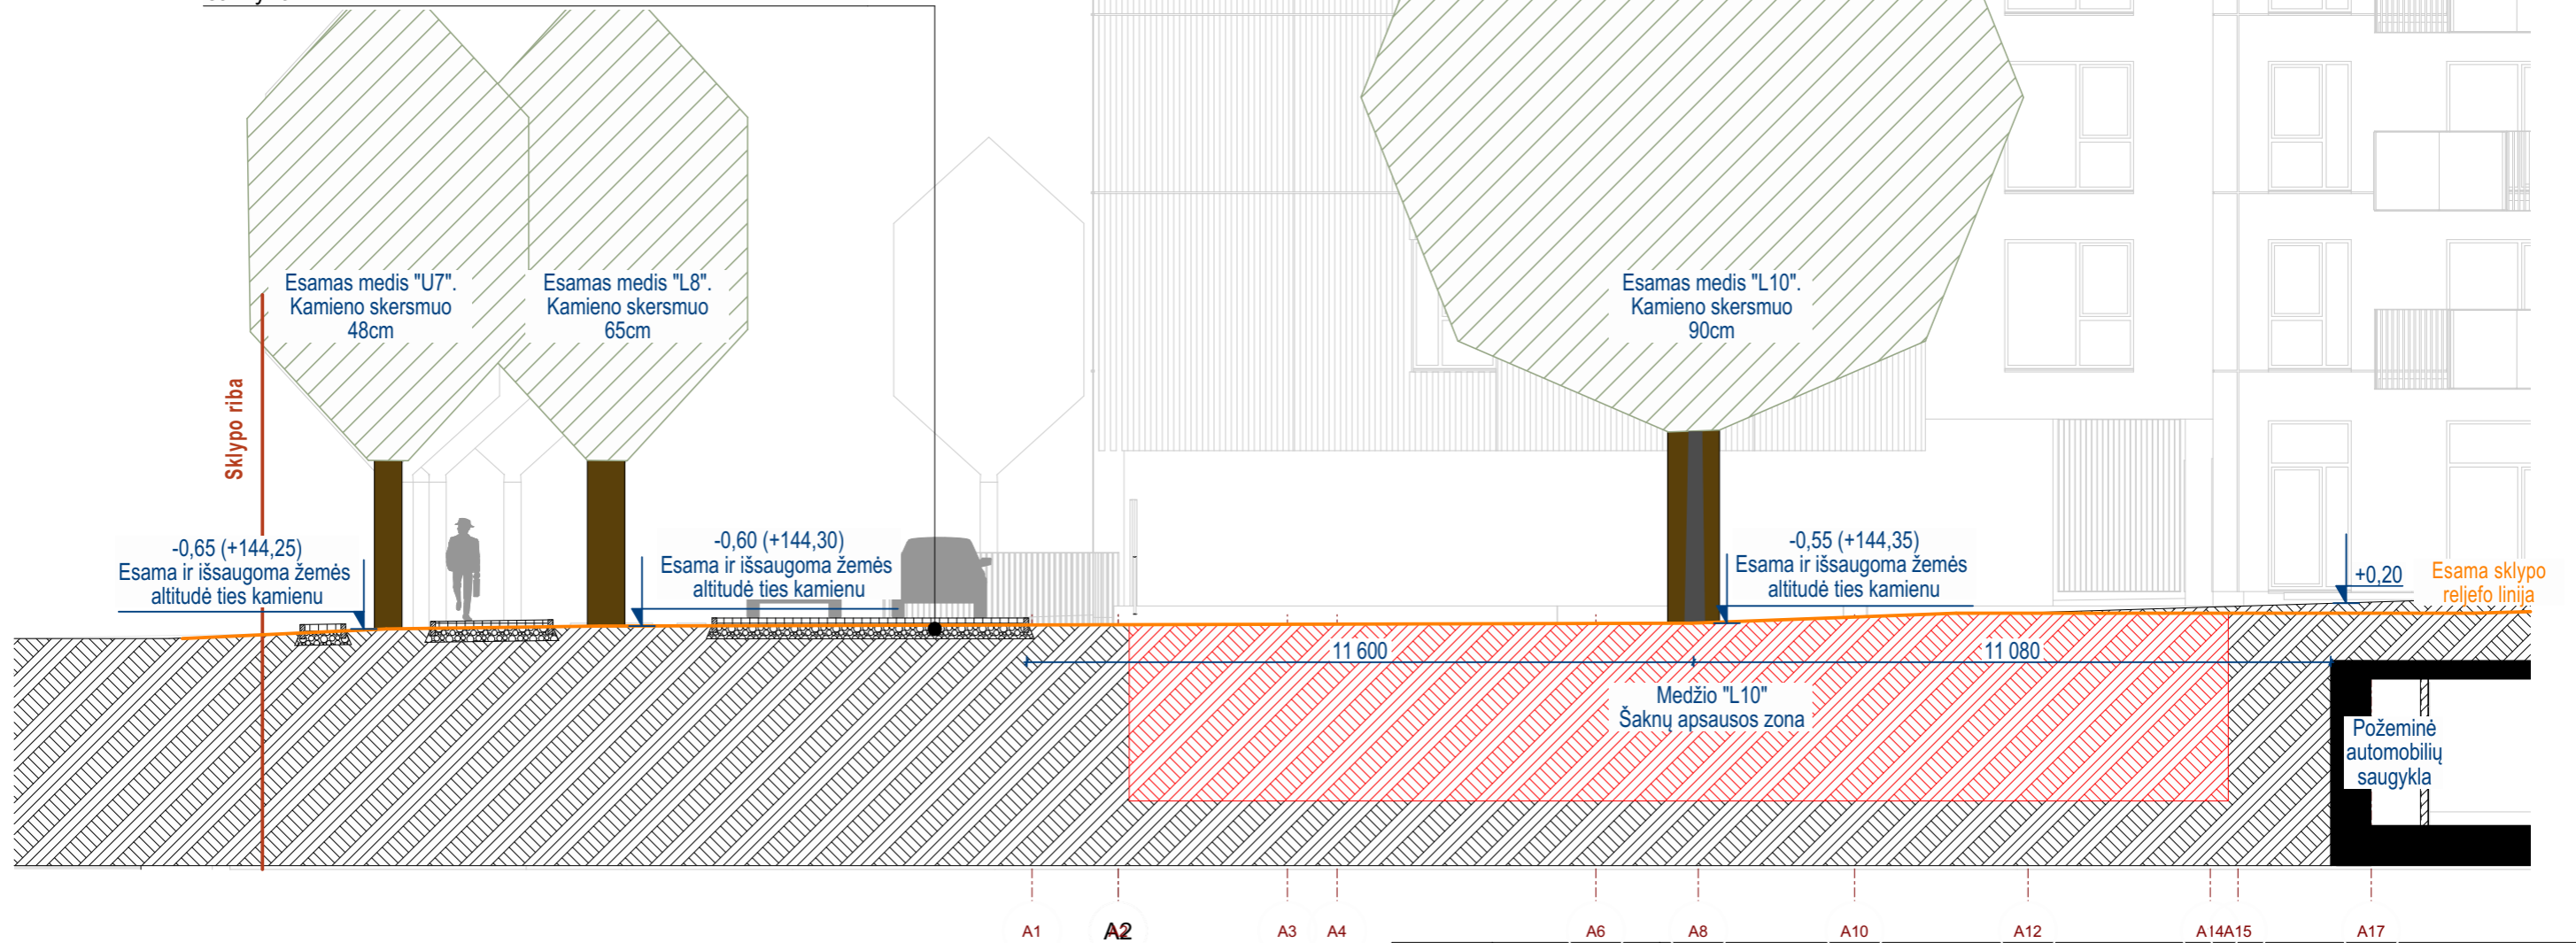 Esamas medis "U7".
Kamieno skersmuo
48cm
Esamas medis "L8".
Kamieno skersmuo
65cm
Esamas medis "L10".
Kamieno skersmuo
90cm
Sklypo riba
-0,65 (+144,25)
Esama ir išsaugoma žemės
altitudė ties kamienu
-0,60 (+144,30)
Esama ir išsaugoma žemės
altitudė ties kamienu
-0,55 (+144,35)
Esama ir išsaugoma žemės
altitudė ties kamienu
+0,20
Esama sklypo
reljefo linija
11 600
11 080
Medžio "L10"
Šaknų apsausos zona
Požeminė
automobilių
saugykla
A1
A2
A3
A4
A6
A8
A10
A12
A14
A15
A17